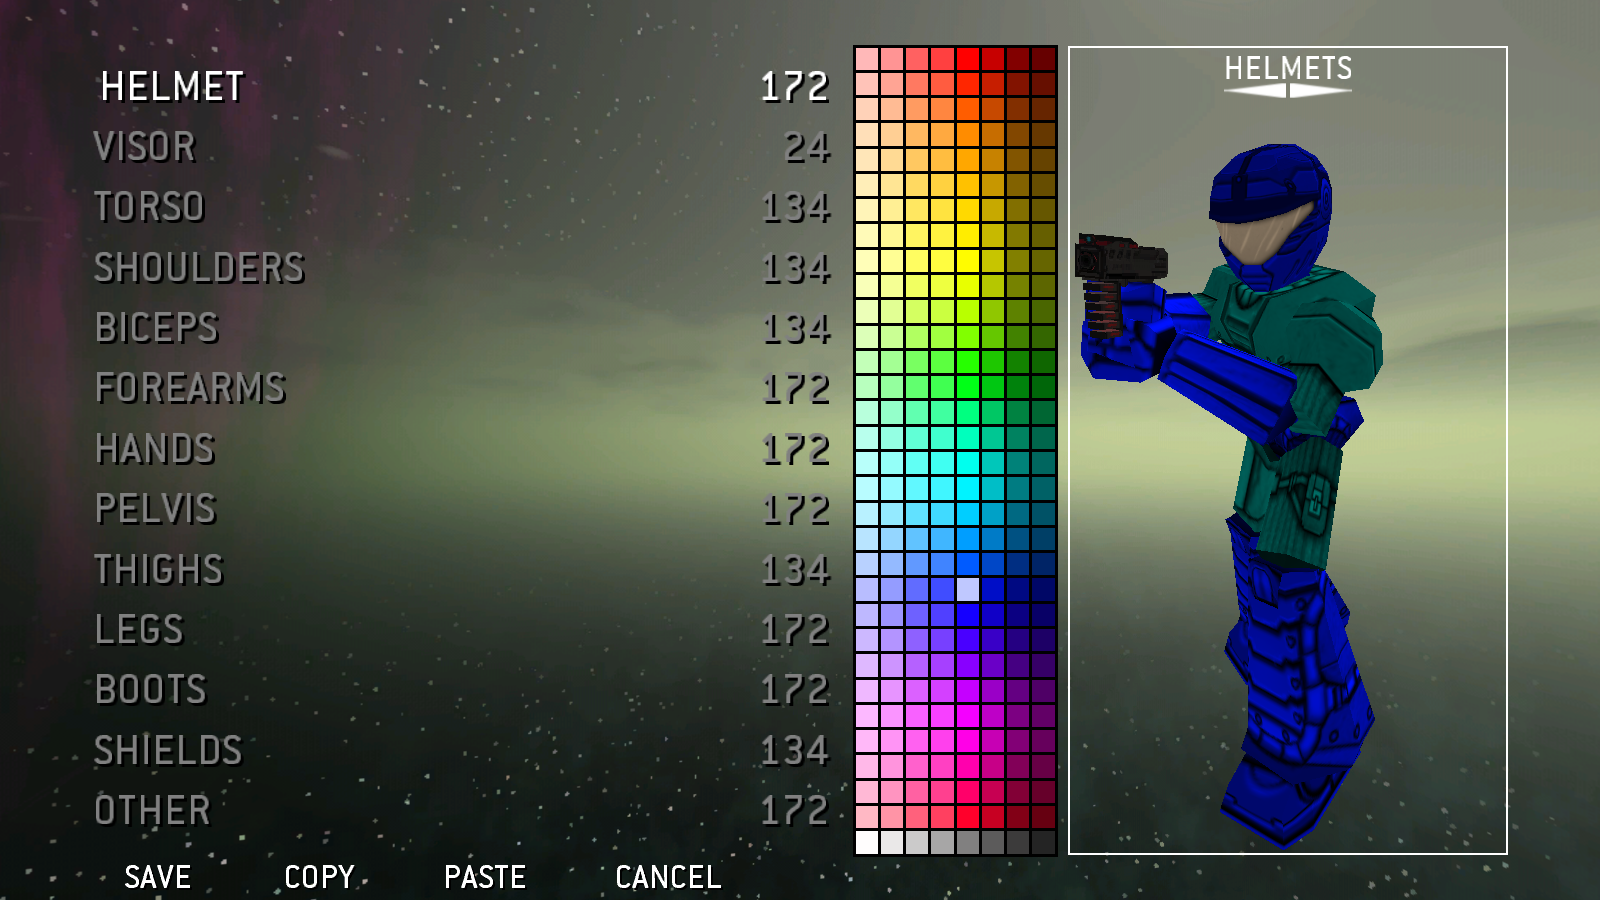 HELMET 172
VISOR 24
TORSO 134
SHOULDERS 134
BICEPS 134
FOREARMS 172
HANDS 172
PELVIS 172
THIGHS 134
LEGS 172
BOOTS 172
SHIELDS 134
OTHER 172
SAVE COPY PASTE CANCEL
HELMETS